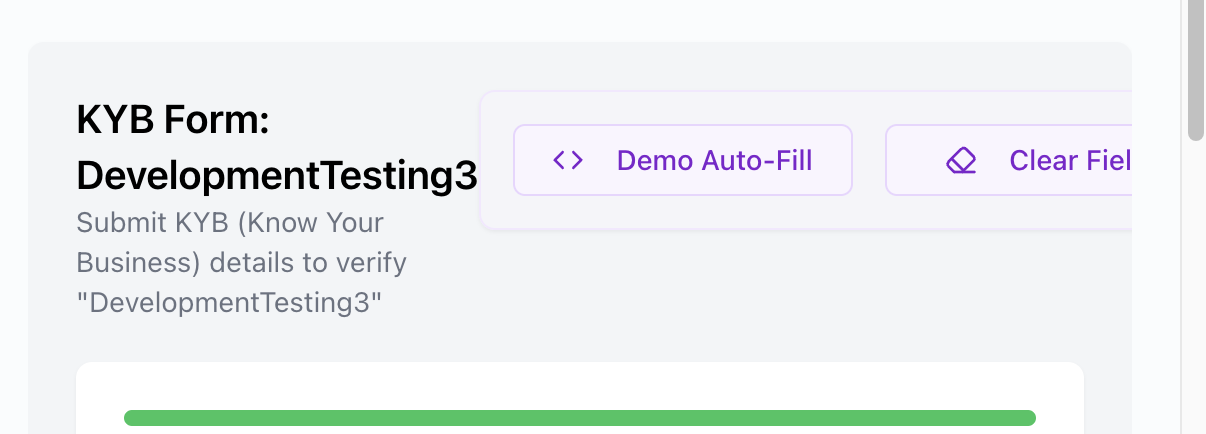 KYB Form:
DevelopmentTesting3
Submit KYB (Know Your
Business) details to verify
"DevelopmentTesting3"
Demo Auto-Fill
Clear Fiel